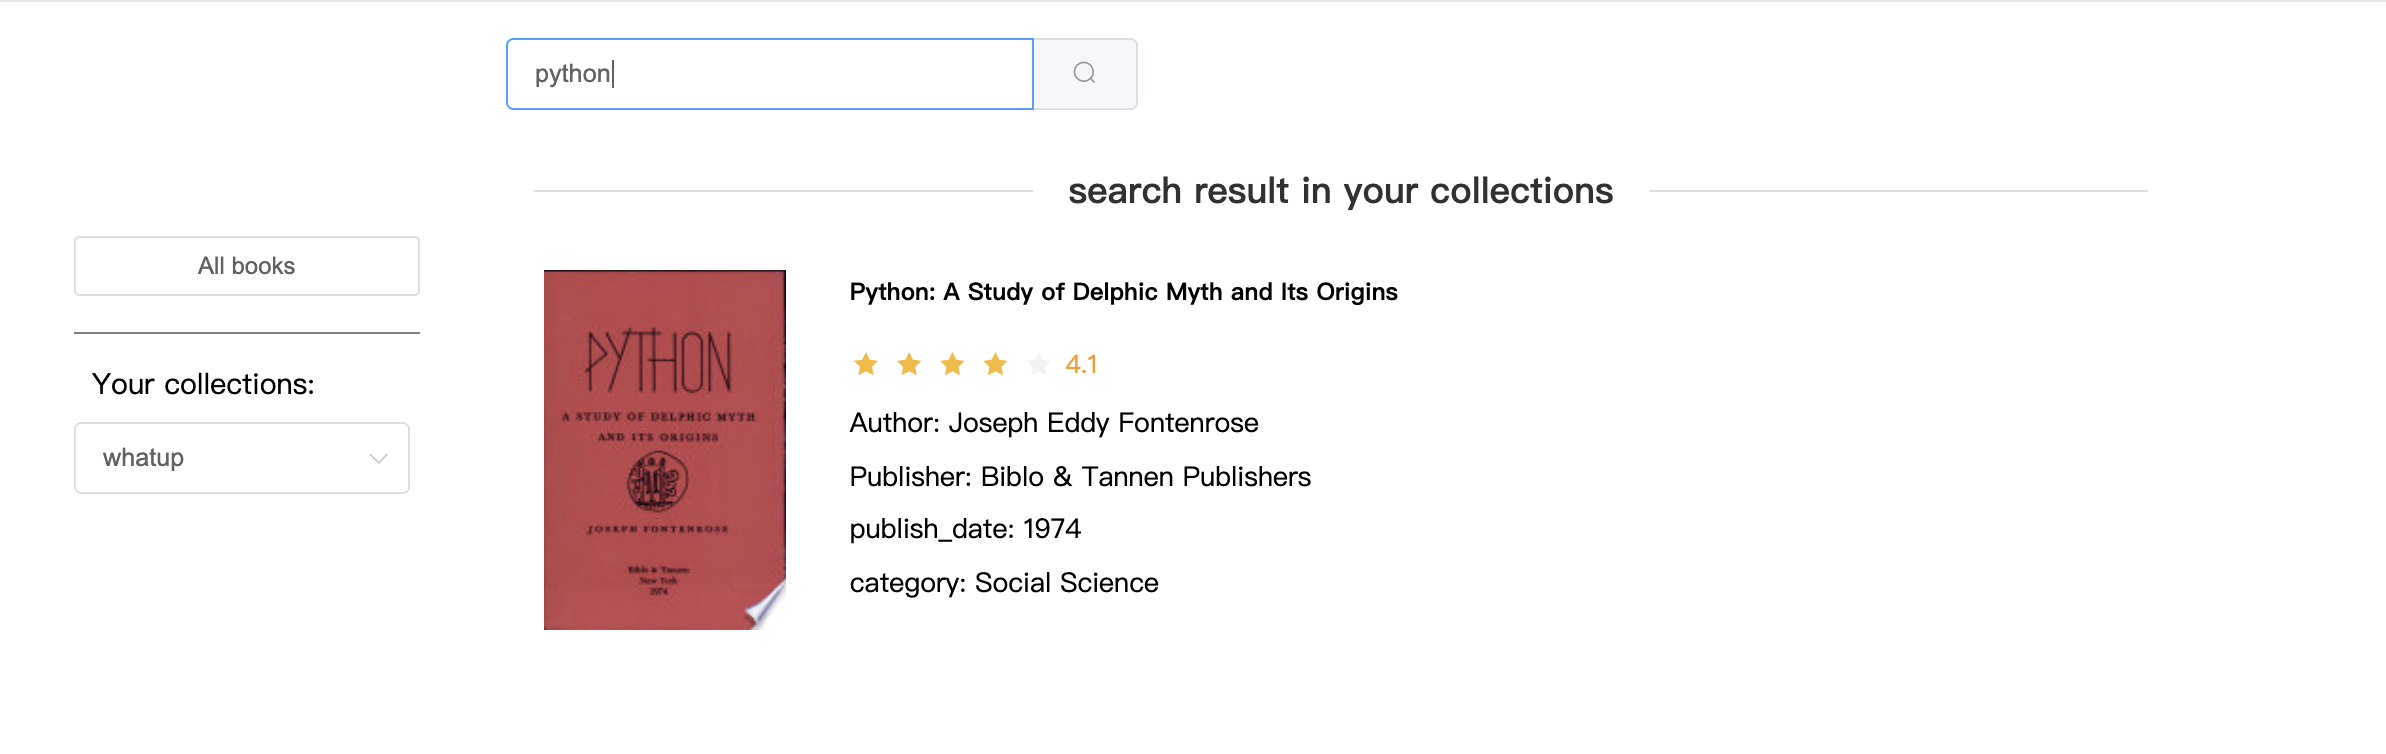 python
search result in your collections
All books
Your collections:
whatup
PYTHON
A STUDY OF DELPHIC MYTH
AND ITS ORIGINS
JOSEPH FONTENROSE
Biblo & Tannen
New York
1974
Python: A Study of Delphic Myth and Its Origins
4.1
Author: Joseph Eddy Fontenrose
Publisher: Biblo & Tannen Publishers
publish_date: 1974
category: Social Science